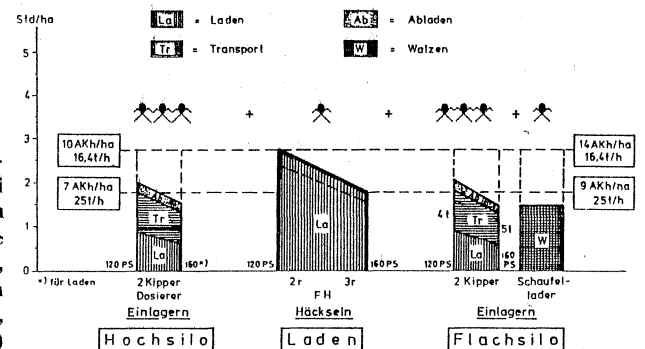 Std/ha
La = Laden
Ab = Abladen
Tr = Transport
W = Walzen
5
4
3
2
1
0
+ + +
10 AKh/ha
16,4t/h
14 AKh/ha
16,4t/h
7 AKh/ha
25t/h
9 AKh/ha
25t/h
Ab
Tr
La
La
4t
Ab
Tr
La
5t
W
120 PS
160*)
120 PS
160 PS
120 PS
160
PS
*) für Laden
2 Kipper
Dosierer
Einlagern
2r
3r
FH
Häckseln
2 Kipper
Schaufel-
lader
Einlagern
Hochsilo
Laden
Flachsilo